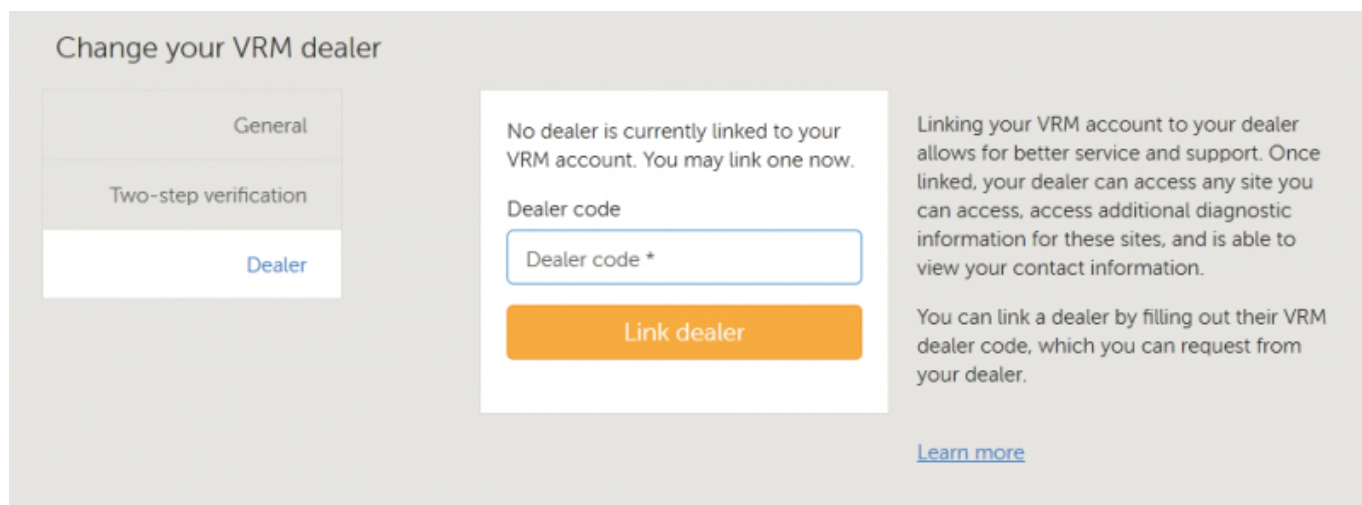 Change your VRM dealer
General
Two-step verification
Dealer
No dealer is currently linked to your
VRM account. You may link one now.
Dealer code
Dealer code *
Link dealer
Linking your VRM account to your dealer
allows for better service and support. Once
linked, your dealer can access any site you
can access, access additional diagnostic
information for these sites, and is able to
view your contact information.
You can link a dealer by filling out their VRM
dealer code, which you can request from
your dealer.
Learn more